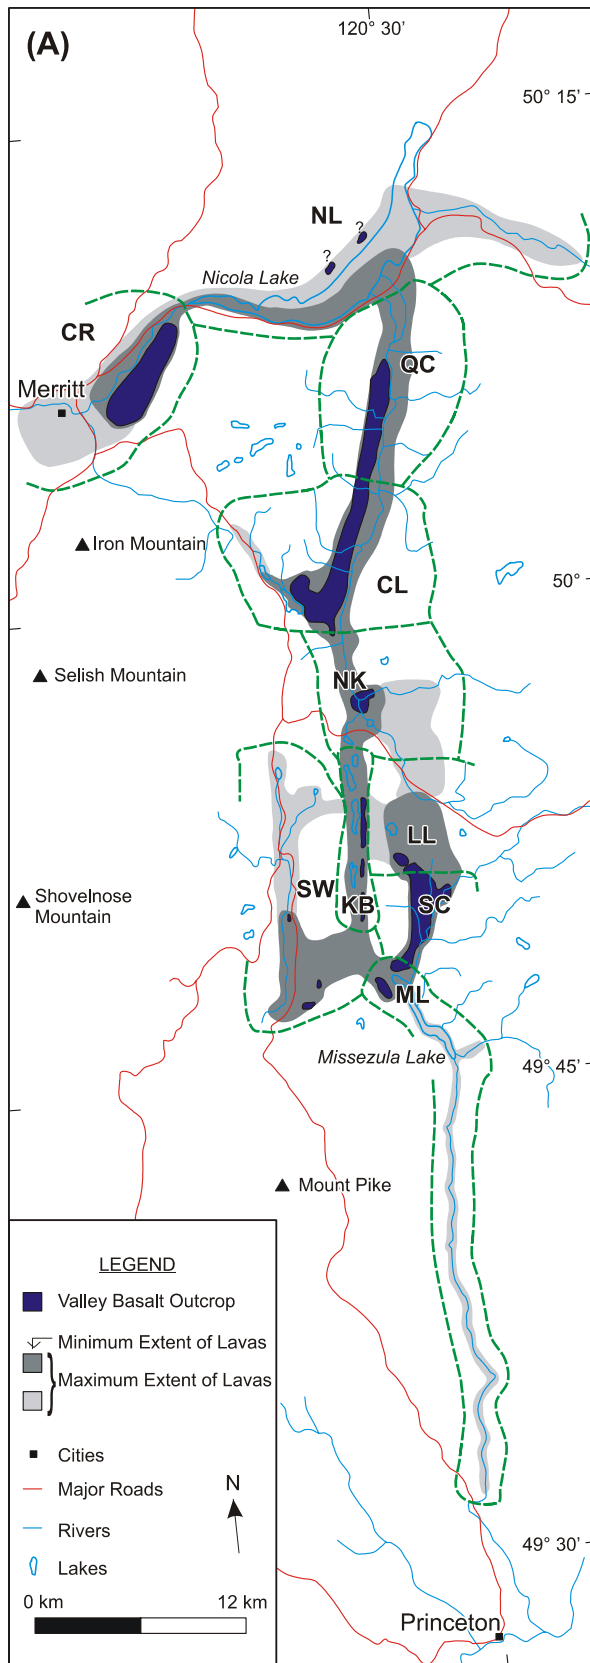 (A)
120° 30'
50° 15'
NL
?
?
Nicola Lake
CR
QC
Merritt
Iron Mountain
50°
CL
Selish Mountain
NK
LL
SW
KB
SC
Shovelnose
Mountain
ML
Missezula Lake
49° 45'
Mount Pike
LEGEND
Valley Basalt Outcrop
Minimum Extent of Lavas
Maximum Extent of Lavas
Cities
Major Roads
N
Rivers
Lakes
49° 30'
0 km 12 km
Princeton